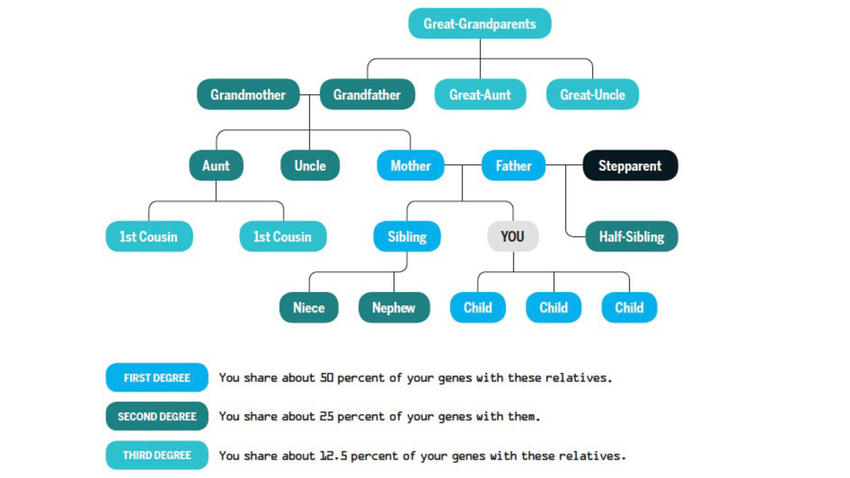 Great-Grandparents
Grandmother Grandfather Great-Aunt Great-Uncle
Aunt Uncle Mother Father Stepparent
1st Cousin 1st Cousin Sibling YOU Half-Sibling
Niece Nephew Child Child Child
FIRST DEGREE You share about 50 percent of your genes with these relatives.
SECOND DEGREE You share about 25 percent of your genes with them.
THIRD DEGREE You share about 12.5 percent of your genes with these relatives.